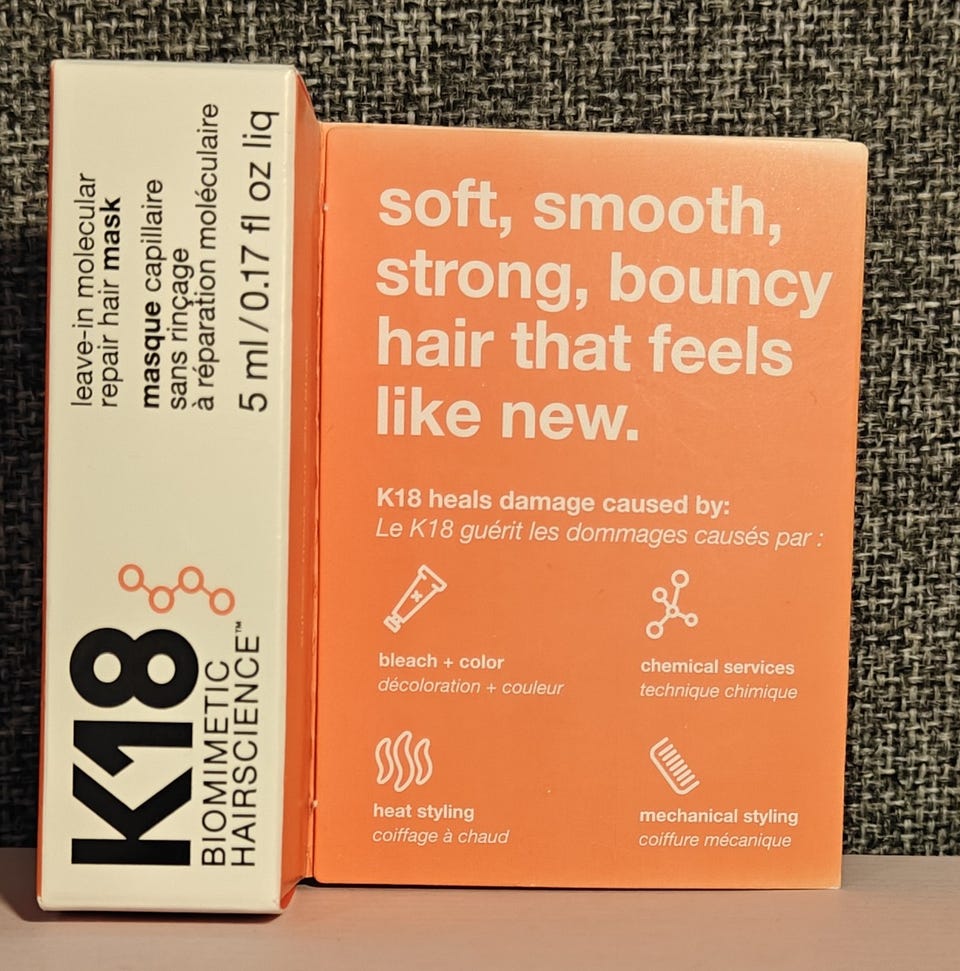 K18
BIOMIMETIC
HAIRSCIENCE™
leave-in molecular
repair hair mask
masque capillaire
sans rinçage
à réparation moléculaire
5 ml / 0.17 fl oz liq
soft, smooth,
strong, bouncy
hair that feels
like new.
K18 heals damage caused by:
Le K18 guérit les dommages causés par :
bleach + color
décoloration + couleur
chemical services
technique chimique
heat styling
coiffage à chaud
mechanical styling
coiffure mécanique